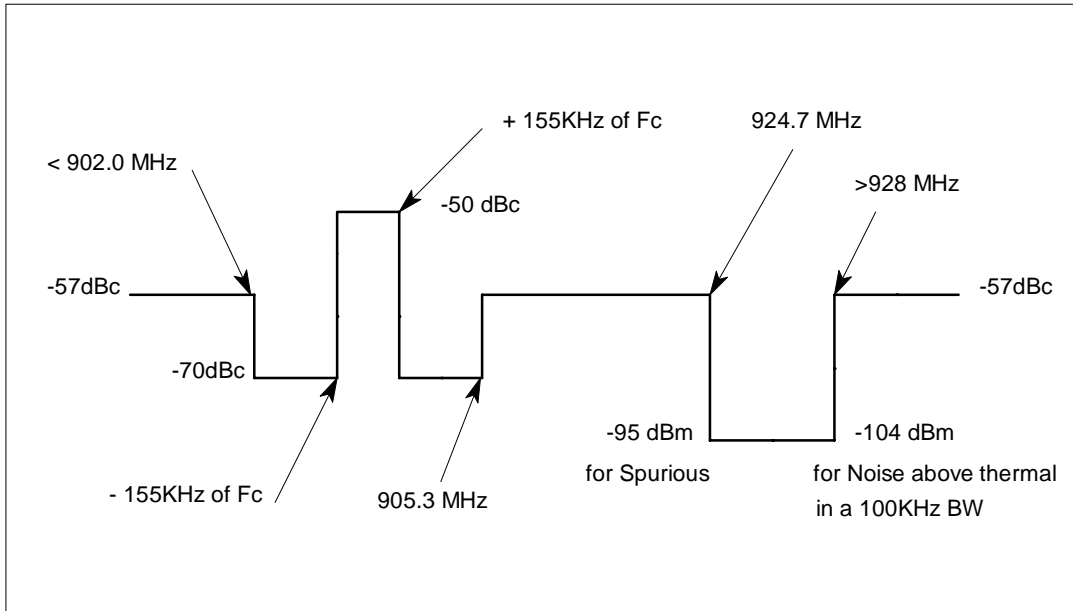 + 155KHz of Fc
924.7 MHz
< 902.0 MHz
>928 MHz
-50 dBc
-57dBc
-57dBc
-70dBc
-95 dBm
-104 dBm
for Spurious
for Noise above thermal
in a 100KHz BW
- 155KHz of Fc
905.3 MHz